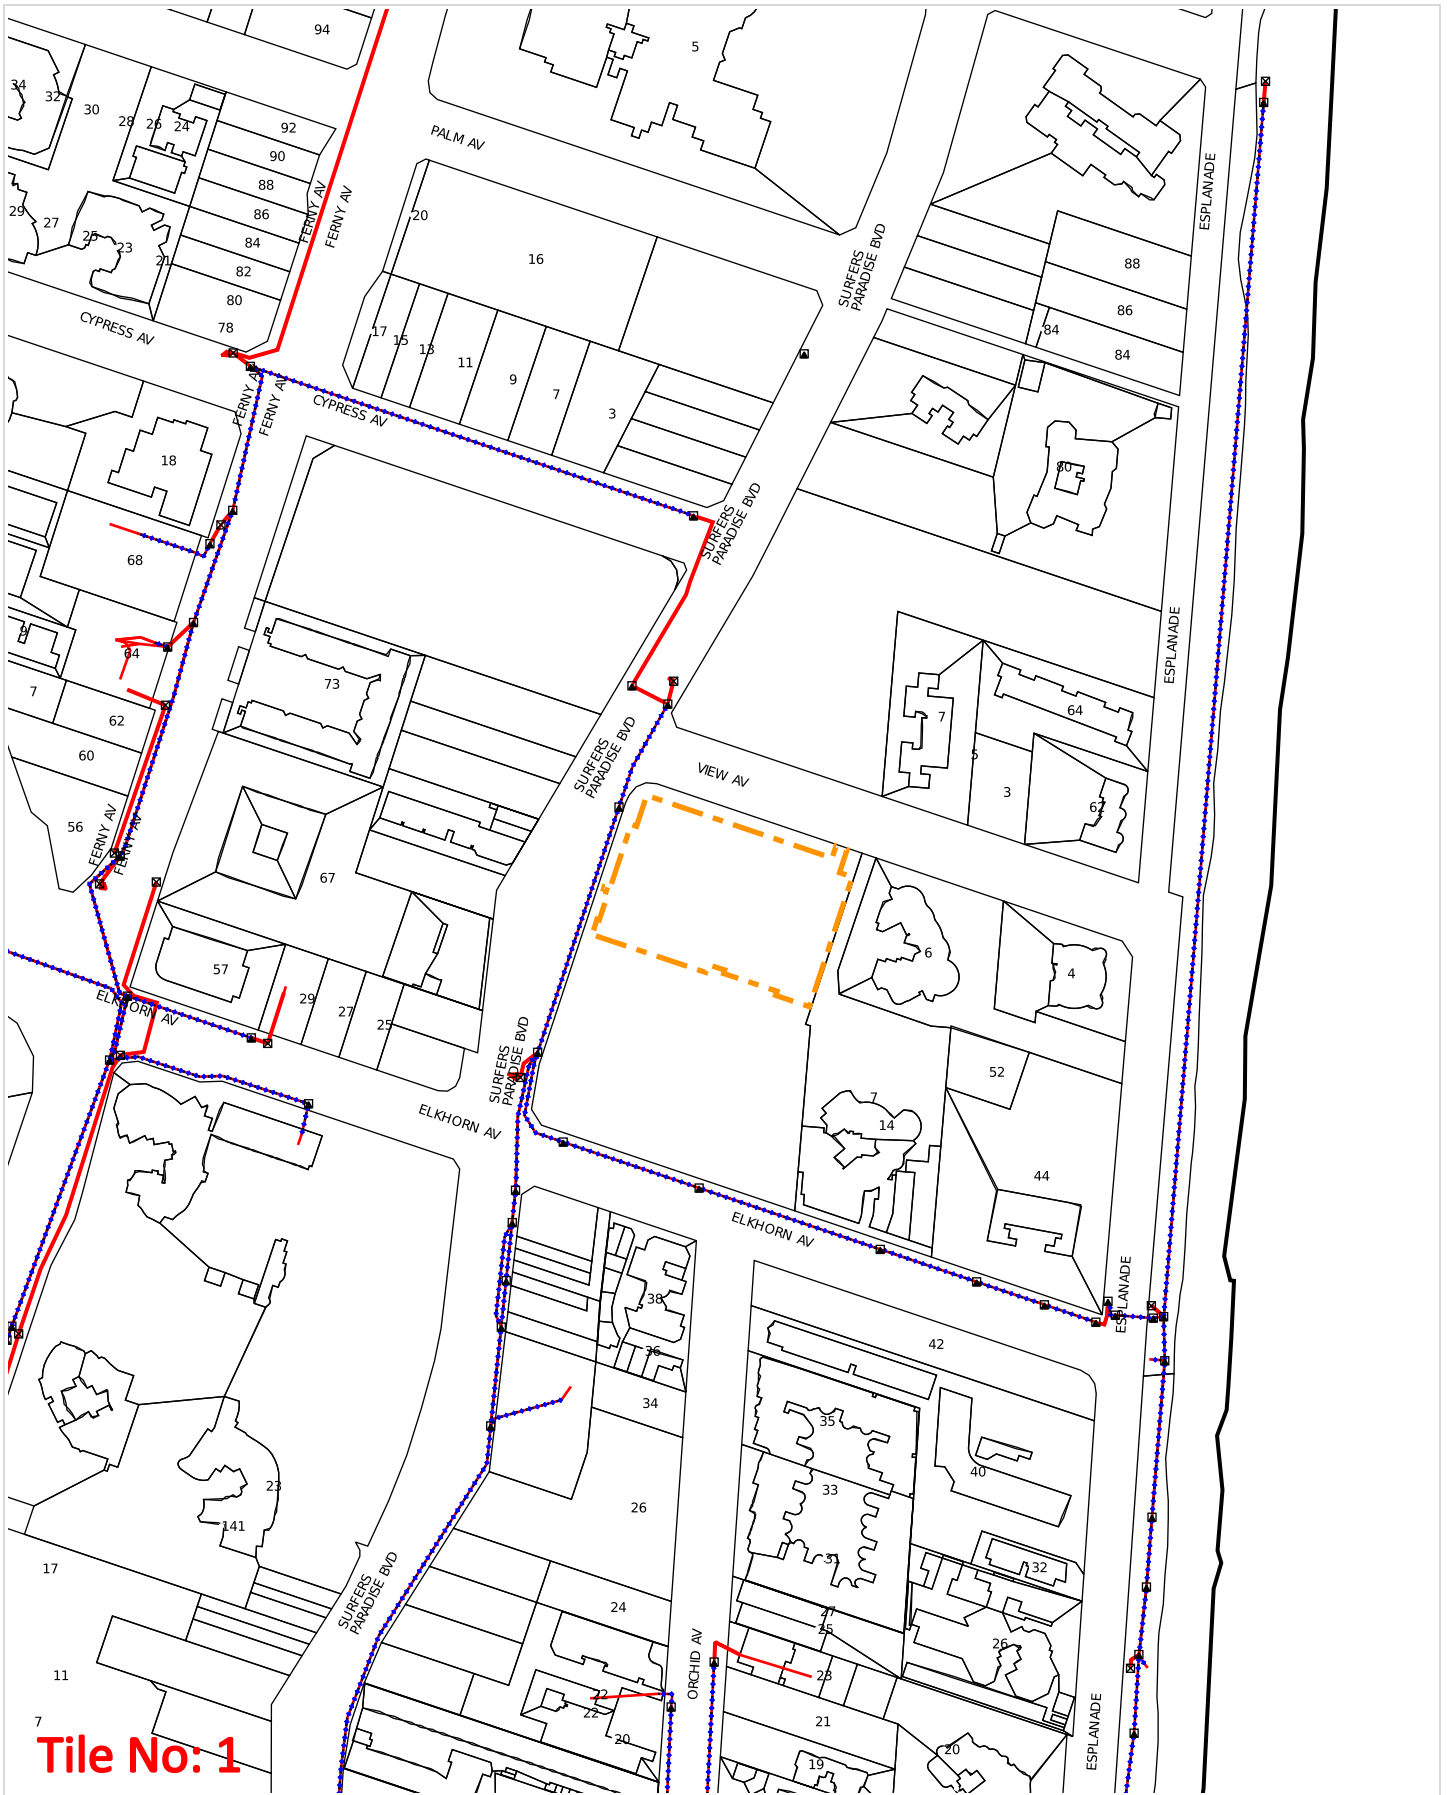 94
5
34
32
30
28
26
24
92
90
88
86
84
82
80
78
29
27
25
23
21
FERNY AV
FERNY AV
PALM AV
ESPLANADE
20
16
SURFERS
PARADISE BVD
88
86
84
84
CYPRESS AV
17
15
13
11
9
7
3
FERNY AV
FERNY AV
CYPRESS AV
18
80
SURFERS
PARADISE BVD
68
9
64
7
62
60
56
73
ESPLANADE
7
64
5
3
62
SURFERS
PARADISE BVD
VIEW AV
FERNY AV
FERNY AV
67
57
29
27
25
6
4
ELKHORN AV
SURFERS
PARADISE BVD
52
7
14
ELKHORN AV
44
ELKHORN AV
ESPLANADE
38
36
34
42
35
33
31
40
23
141
26
32
17
SURFERS
PARADISE BVD
24
27
25
26
11
ORCHID AV
23
22
22
20
21
19
20
ESPLANADE
7
Tile No: 1